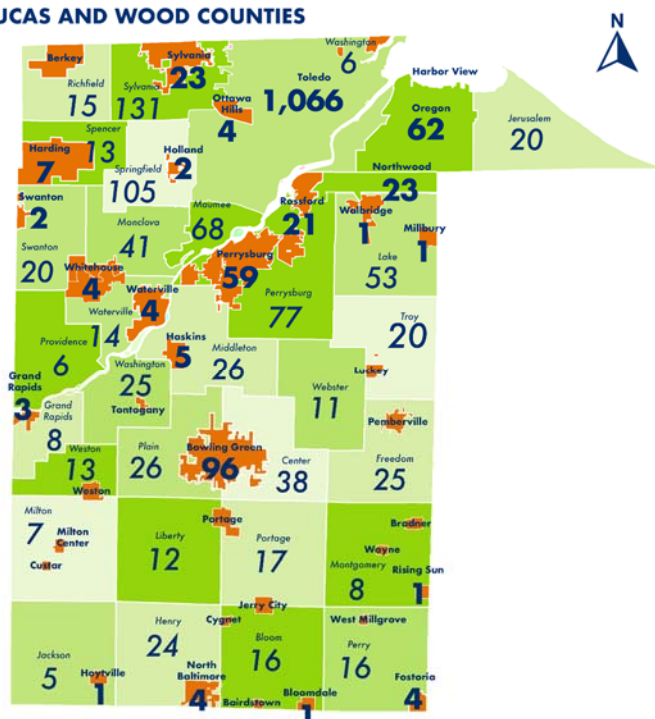 UCAS AND WOOD COUNTIES
N
Berkey
Richfield
15
Sylvania
23
Sylvania
131
Ottawa
Hills
4
Washington
6
Toledo
1,066
Harbor View
Oregon
62
Jerusalem
20
Spencer
13
Harding
7
Holland
2
Springfield
105
Northwood
23
Swanton
2
Swanton
20
Monclova
41
Maumee
68
Rossford
21
Walbridge
1
Millbury
1
Lake
53
Whitehouse
4
Waterville
4
Waterville
14
Perrysburg
59
Perrysburg
77
Providence
6
Haskins
5
Middleton
26
Troy
20
Luckey
Grand
Rapids
3
Grand
Rapids
8
Washington
25
Tontogany
Webster
11
Pemberville
Weston
13
Weston
Plain
26
Bowling Green
96
Center
38
Freedom
25
Milton
7
Milton
Center
Custar
Liberty
12
Portage
Portage
17
Bradner
Wayne
Montgomery
8
Rising Sun
1
Jerry City
Cygnet
West Millgrove
Jackson
5
Hoytville
1
Henry
24
North
Baltimore
4
Bloom
16
Bairdstown
Bloomdale
1
Perry
16
Fostoria
4